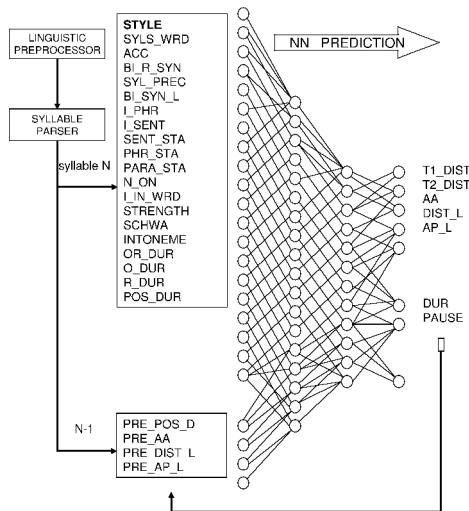 LINGUISTIC
PREPROCESSOR
SYLLABLE
PARSER
syllable N
N-1
STYLE
SYLS_WRD
ACC
BI_R_SYN
SYL_PREC
BI_SYN_L
I_PHR
I_SENT
SENT_STA
PHR_STA
PARA_STA
N_ON
I_IN_WRD
STRENGTH
SCHWA
INTONEME
OR_DUR
O_DUR
R_DUR
POS_DUR
PRE_POS_D
PRE_AA
PRE_DIST_L
PRE_AP_L
NN PREDICTION
T1_DIST
T2_DIST
AA
DIST_L
AP_L
DUR
PAUSE